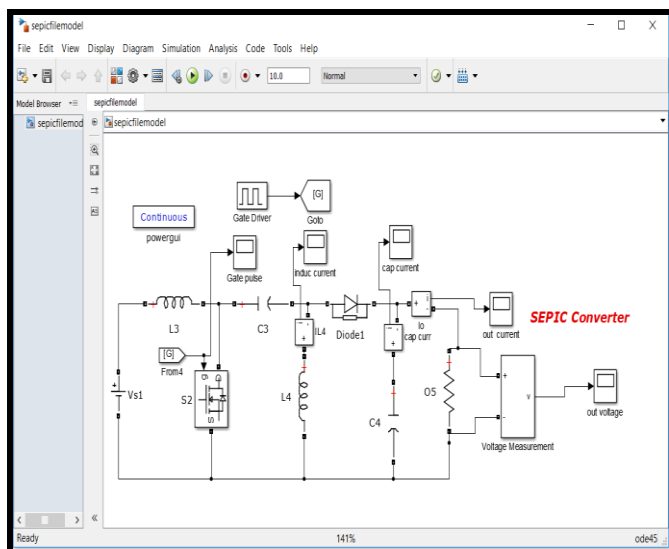 sepicfilemodel
File Edit View Display Diagram Simulation Analysis Code Tools Help
10.0
Normal
Model Browser
sepicfilemodel
sepicfilemod
sepicfilemodel
Continuous
powergui
Gate Driver
[G]
Goto
Gate pulse
induc current
cap current
L3
C3
IL4
Diode1
+
-
i
Io
cap curr
out current
SEPIC Converter
[G]
From4
Vs1
S2
g
D
S
L4
C4
O5
+
-
v
Voltage Measurement
out voltage
Ready
141%
ode45